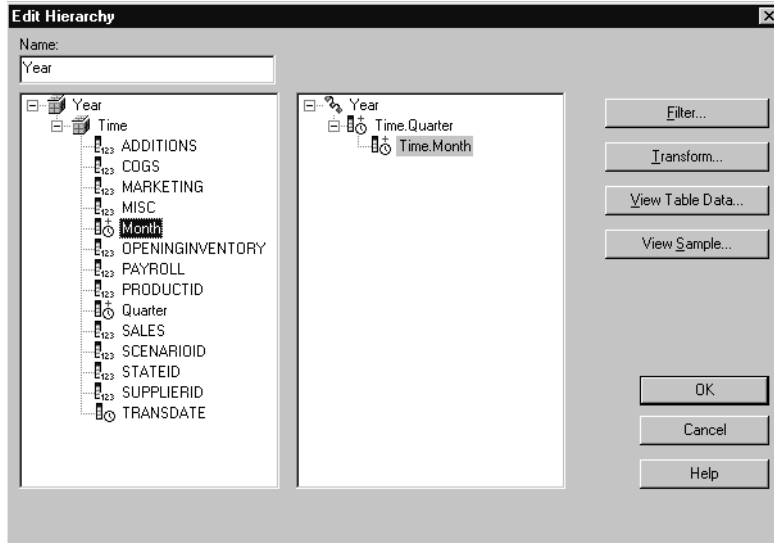 Edit Hierarchy
Name:
Year
Year
Time
ADDITIONS
COGS
MARKETING
MISC
Month
OPENINGINVENTORY
PAYROLL
PRODUCTID
Quarter
SALES
SCENARIOID
STATEID
SUPPLIERID
TRANSDATE
Year
Time.Quarter
Time.Month
Filter...
Transform...
View Table Data...
View Sample...
OK
Cancel
Help